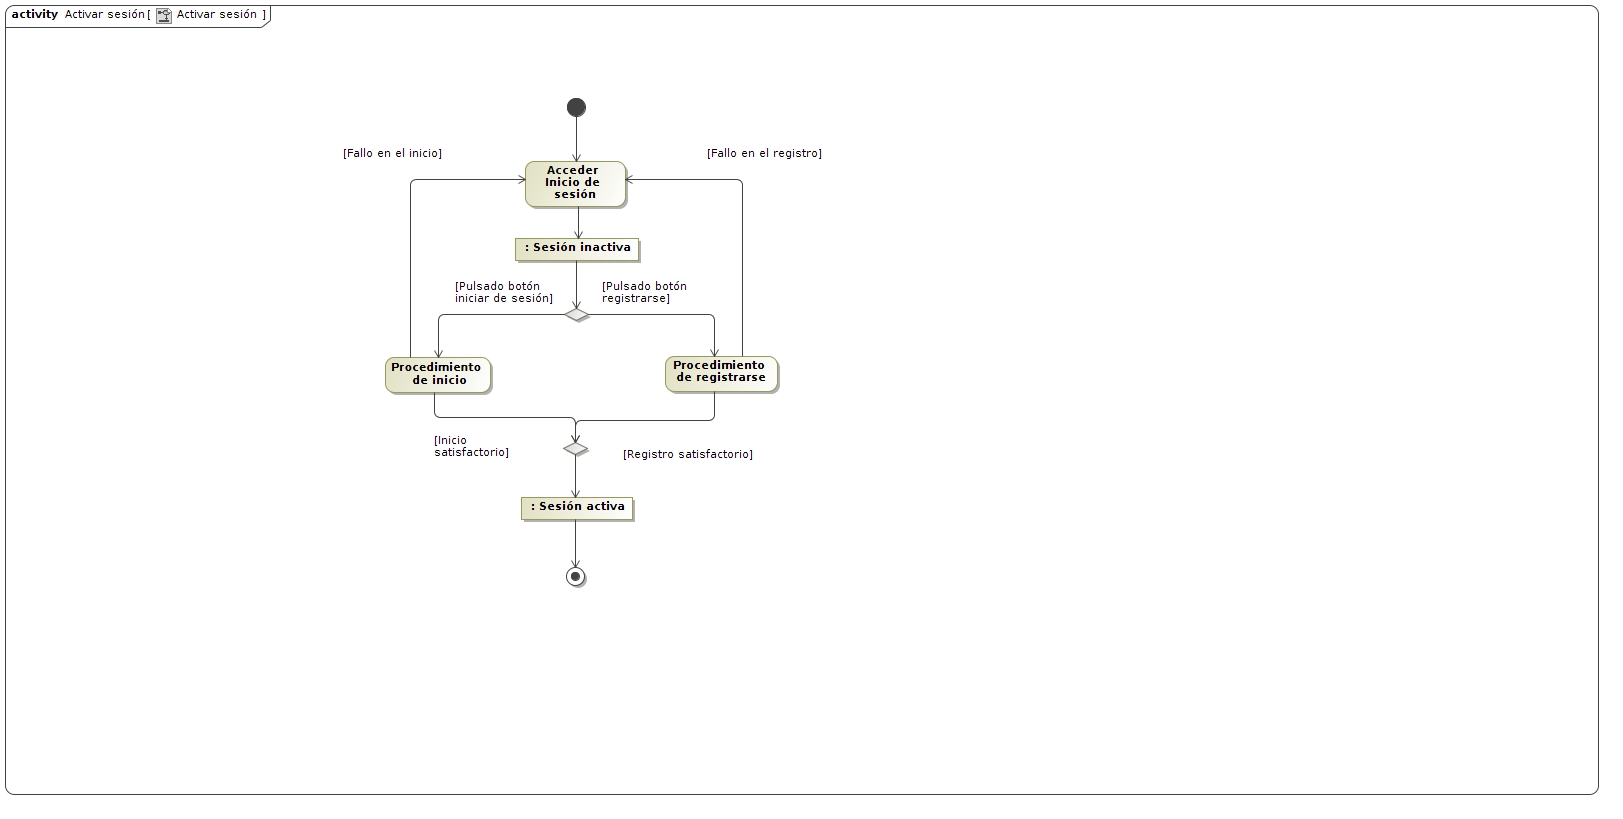 activity Activar sesión[ Activar sesión ]
[Fallo en el inicio]
[Fallo en el registro]
Acceder
Inicio de
sesión
: Sesión inactiva
[Pulsado botón
iniciar de sesión]
[Pulsado botón
registrarse]
Procedimiento
de inicio
Procedimiento
de registrarse
[Inicio
satisfactorio]
[Registro satisfactorio]
: Sesión activa